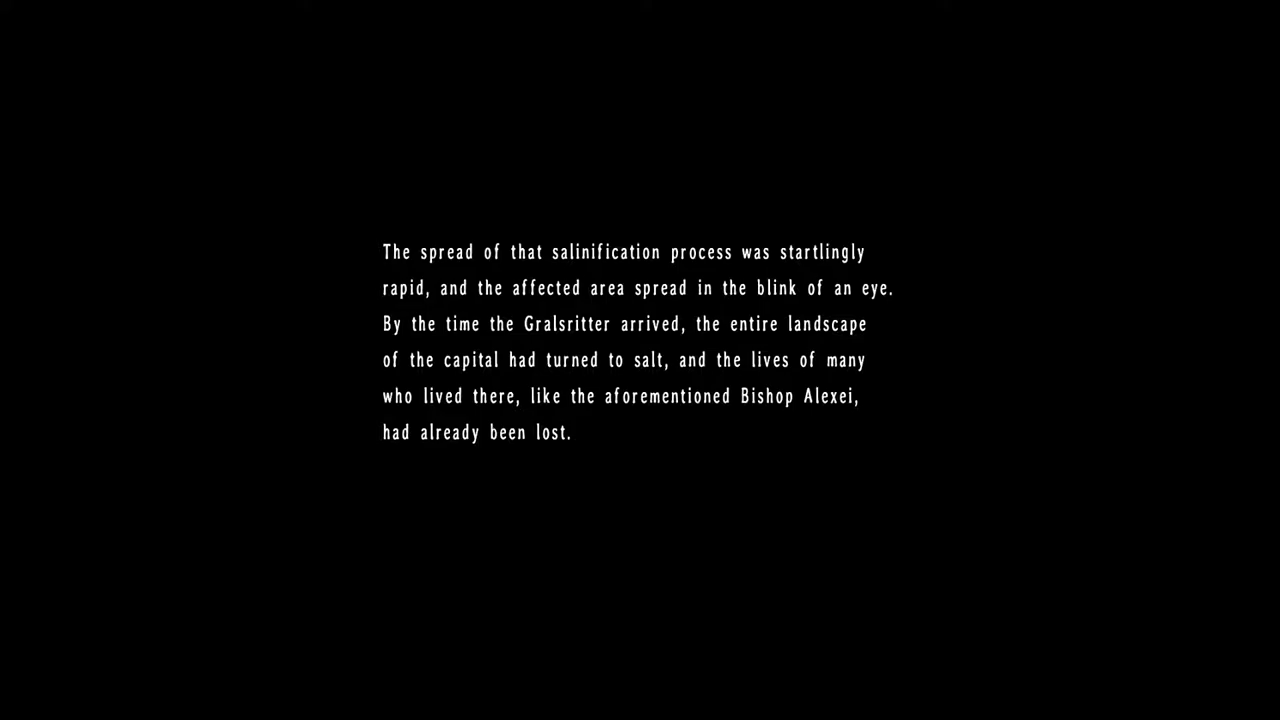 The spread of that salinification process was startlingly
rapid, and the affected area spread in the blink of an eye.
By the time the Gralsritter arrived, the entire landscape
of the capital had turned to salt, and the lives of many
who lived there, like the aforementioned Bishop Alexei,
had already been lost.